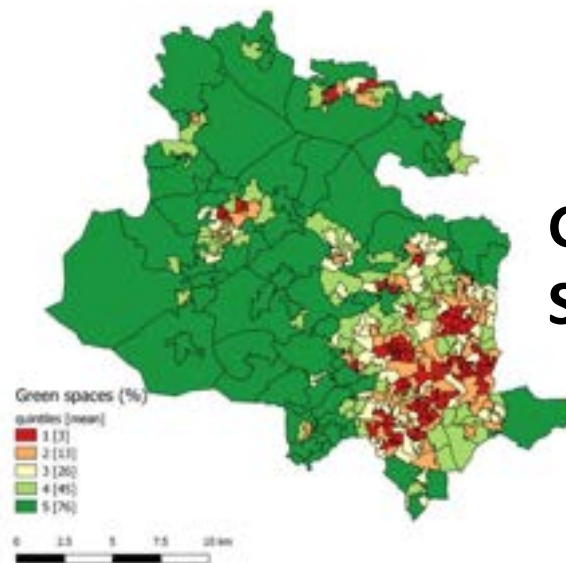 Green spaces (%)
quintiles [mean]
1 [3]
2 [13]
3 [26]
4 [45]
5 [76]
0 2.5 5 7.5 10 km